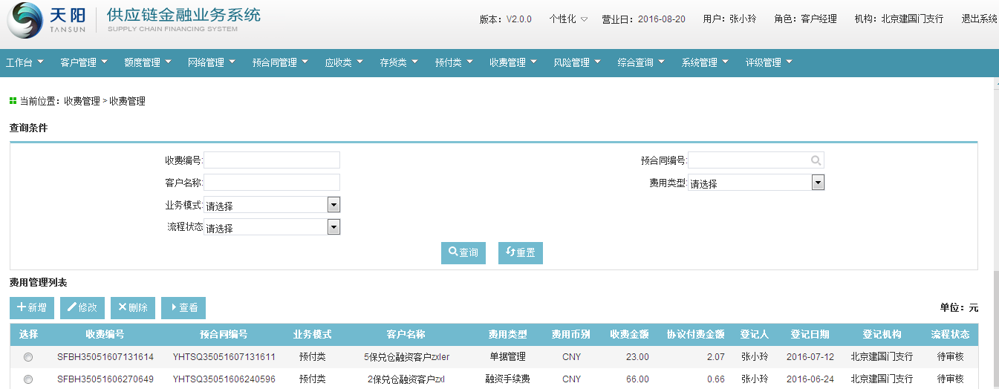 天阳
TANSUN
供应链金融业务系统
SUPPLY CHAIN FINANCING SYSTEM
版本：V2.0.0 个性化 营业日：2016-08-20 用户：张小玲 角色：客户经理 机构：北京建国门支行 退出系统
工作台 客户管理 额度管理 网络管理 预合同管理 应收类 存货类 预付类 收费管理 风险管理 综合查询 系统管理 评级管理
当前位置：收费管理 > 收费管理
查询条件
收费编号: 预合同编号:
客户名称: 费用类型: 请选择
业务模式: 请选择
流程状态 请选择
查询 重置
费用管理列表
新增 修改 删除 查看 单位：元
选择 收费编号 预合同编号 业务模式 客户名称 费用类型 费用币别 收费金额 协议付费金额 登记人 登记日期 登记机构 流程状态
SFBH35051607131614 YHTSQ35051607131611 预付类 5保兑仓融资客户zxler 单据管理 CNY 23.00 2.07 张小玲 2016-07-12 北京建国门支行 待审核
SFBH35051606270649 YHTSQ35051606240596 预付类 2保兑仓融资客户zxl 融资手续费 CNY 66.00 0.66 张小玲 2016-06-24 北京建国门支行 待审核